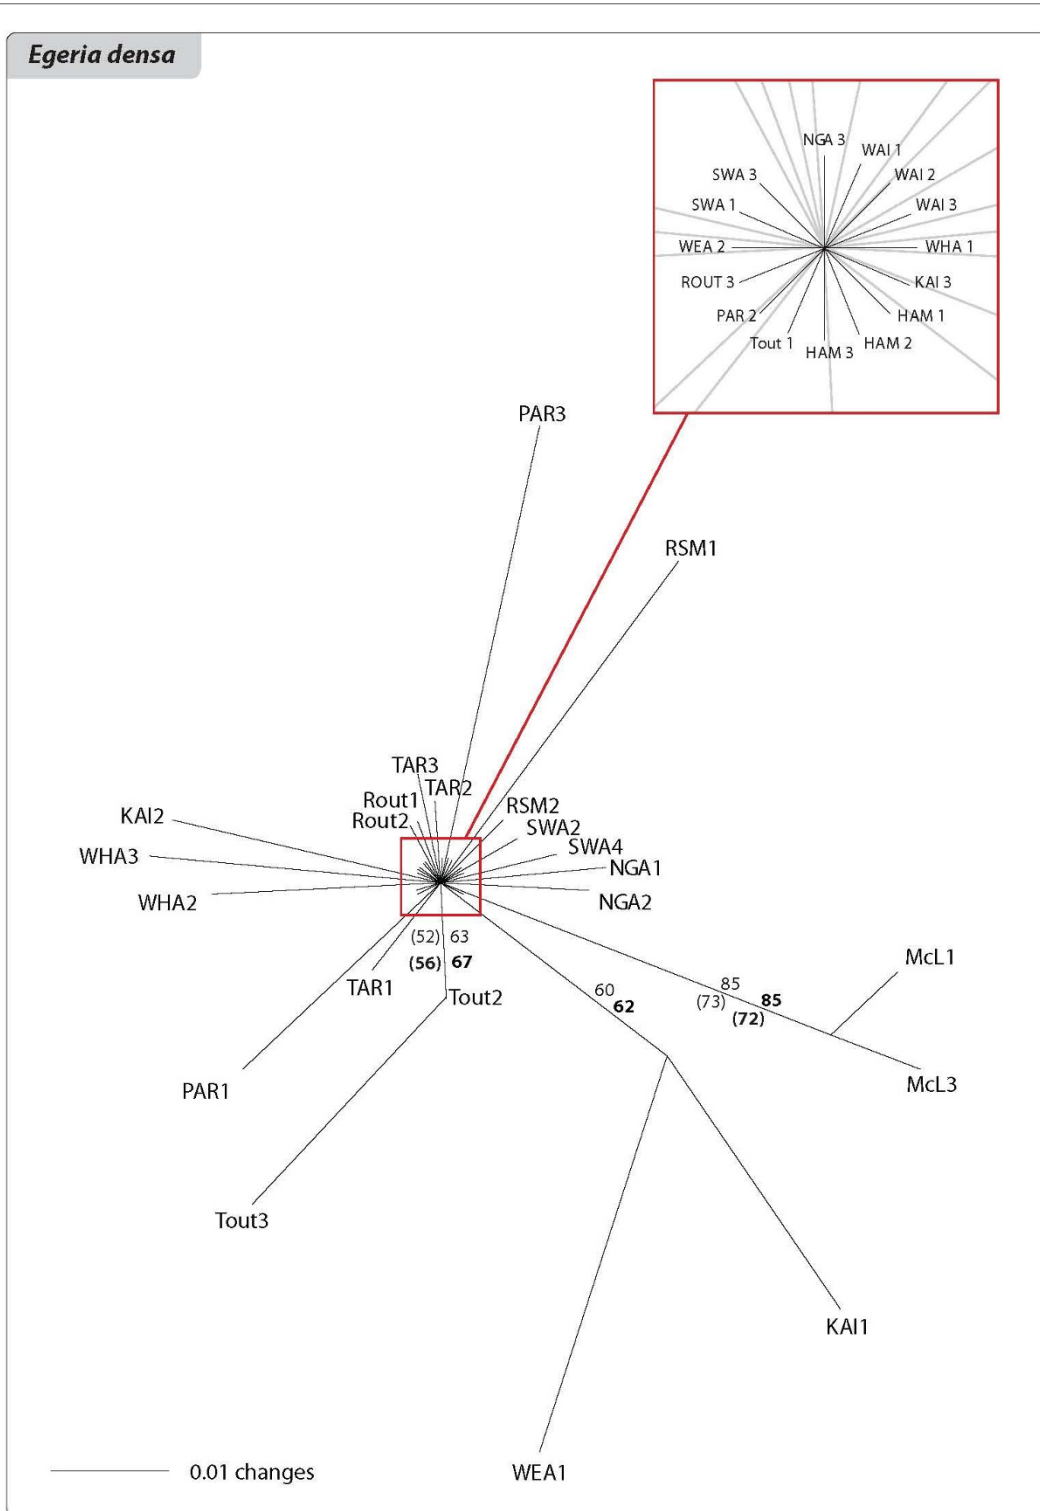 Egeria densa
NGA 3
WAI 1
SWA 3
WAI 2
SWA 1
WAI 3
WEA 2
WHA 1
ROUT 3
KAI 3
PAR 2
HAM 1
Tout 1
HAM 3
HAM 2
PAR3
RSM1
TAR3
TAR2
Rout1
RSM2
KAI2
Rout2
SWA2
SWA4
WHA3
NGA1
WHA2
NGA2
(52) 63
(56) 67
McL1
TAR1
Tout2
60
62
85
(73) 85
(72)
PAR1
McL3
Tout3
KAI1
0.01 changes
WEA1